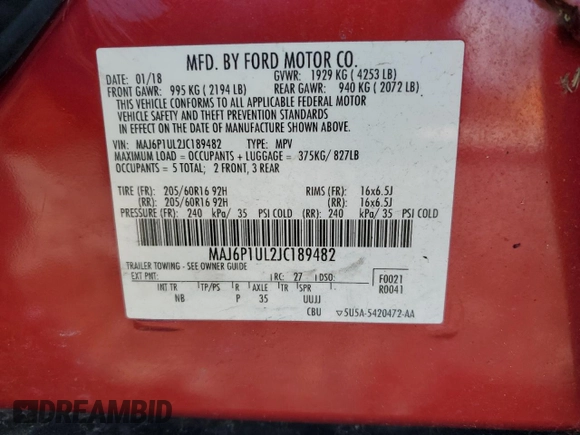 MFD. BY FORD MOTOR CO.
DATE: 01/18 GVWR: 1929 KG ( 4253 LB)
FRONT GAWR: 995 KG ( 2194 LB) REAR GAWR: 940 KG ( 2072 LB)
THIS VEHICLE CONFORMS TO ALL APPLICABLE FEDERAL MOTOR
VEHICLE SAFETY AND THEFT PREVENTION STANDARDS IN
EFFECT ON THE DATE OF MANUFACTURE SHOWN ABOVE.
VIN: MAJ6P1UL2JC189482 TYPE: MPV
MAXIMUM LOAD = OCCUPANTS + LUGGAGE = 375KG/ 827LB
OCCUPANTS = 5 TOTAL; 2 FRONT, 3 REAR
TIRE (FR): 205/60R16 92H RIMS (FR): 16x6.5J
(RR): 205/60R16 92H (RR): 16x6.5J
PRESSURE (FR): 240 kPa/ 35 PSI COLD (RR): 240 kPa/ 35 PSI COLD
MAJ6P1UL2JC189482
TRAILER TOWING - SEE OWNER GUIDE
EXT PNT: RC: 27 DSO: F0021
INT TR TP/PS R AXLE TR SPR R0041
NB P 35 UUJJ
CBU ▽5U5A-5420472-AA
DREAMBID